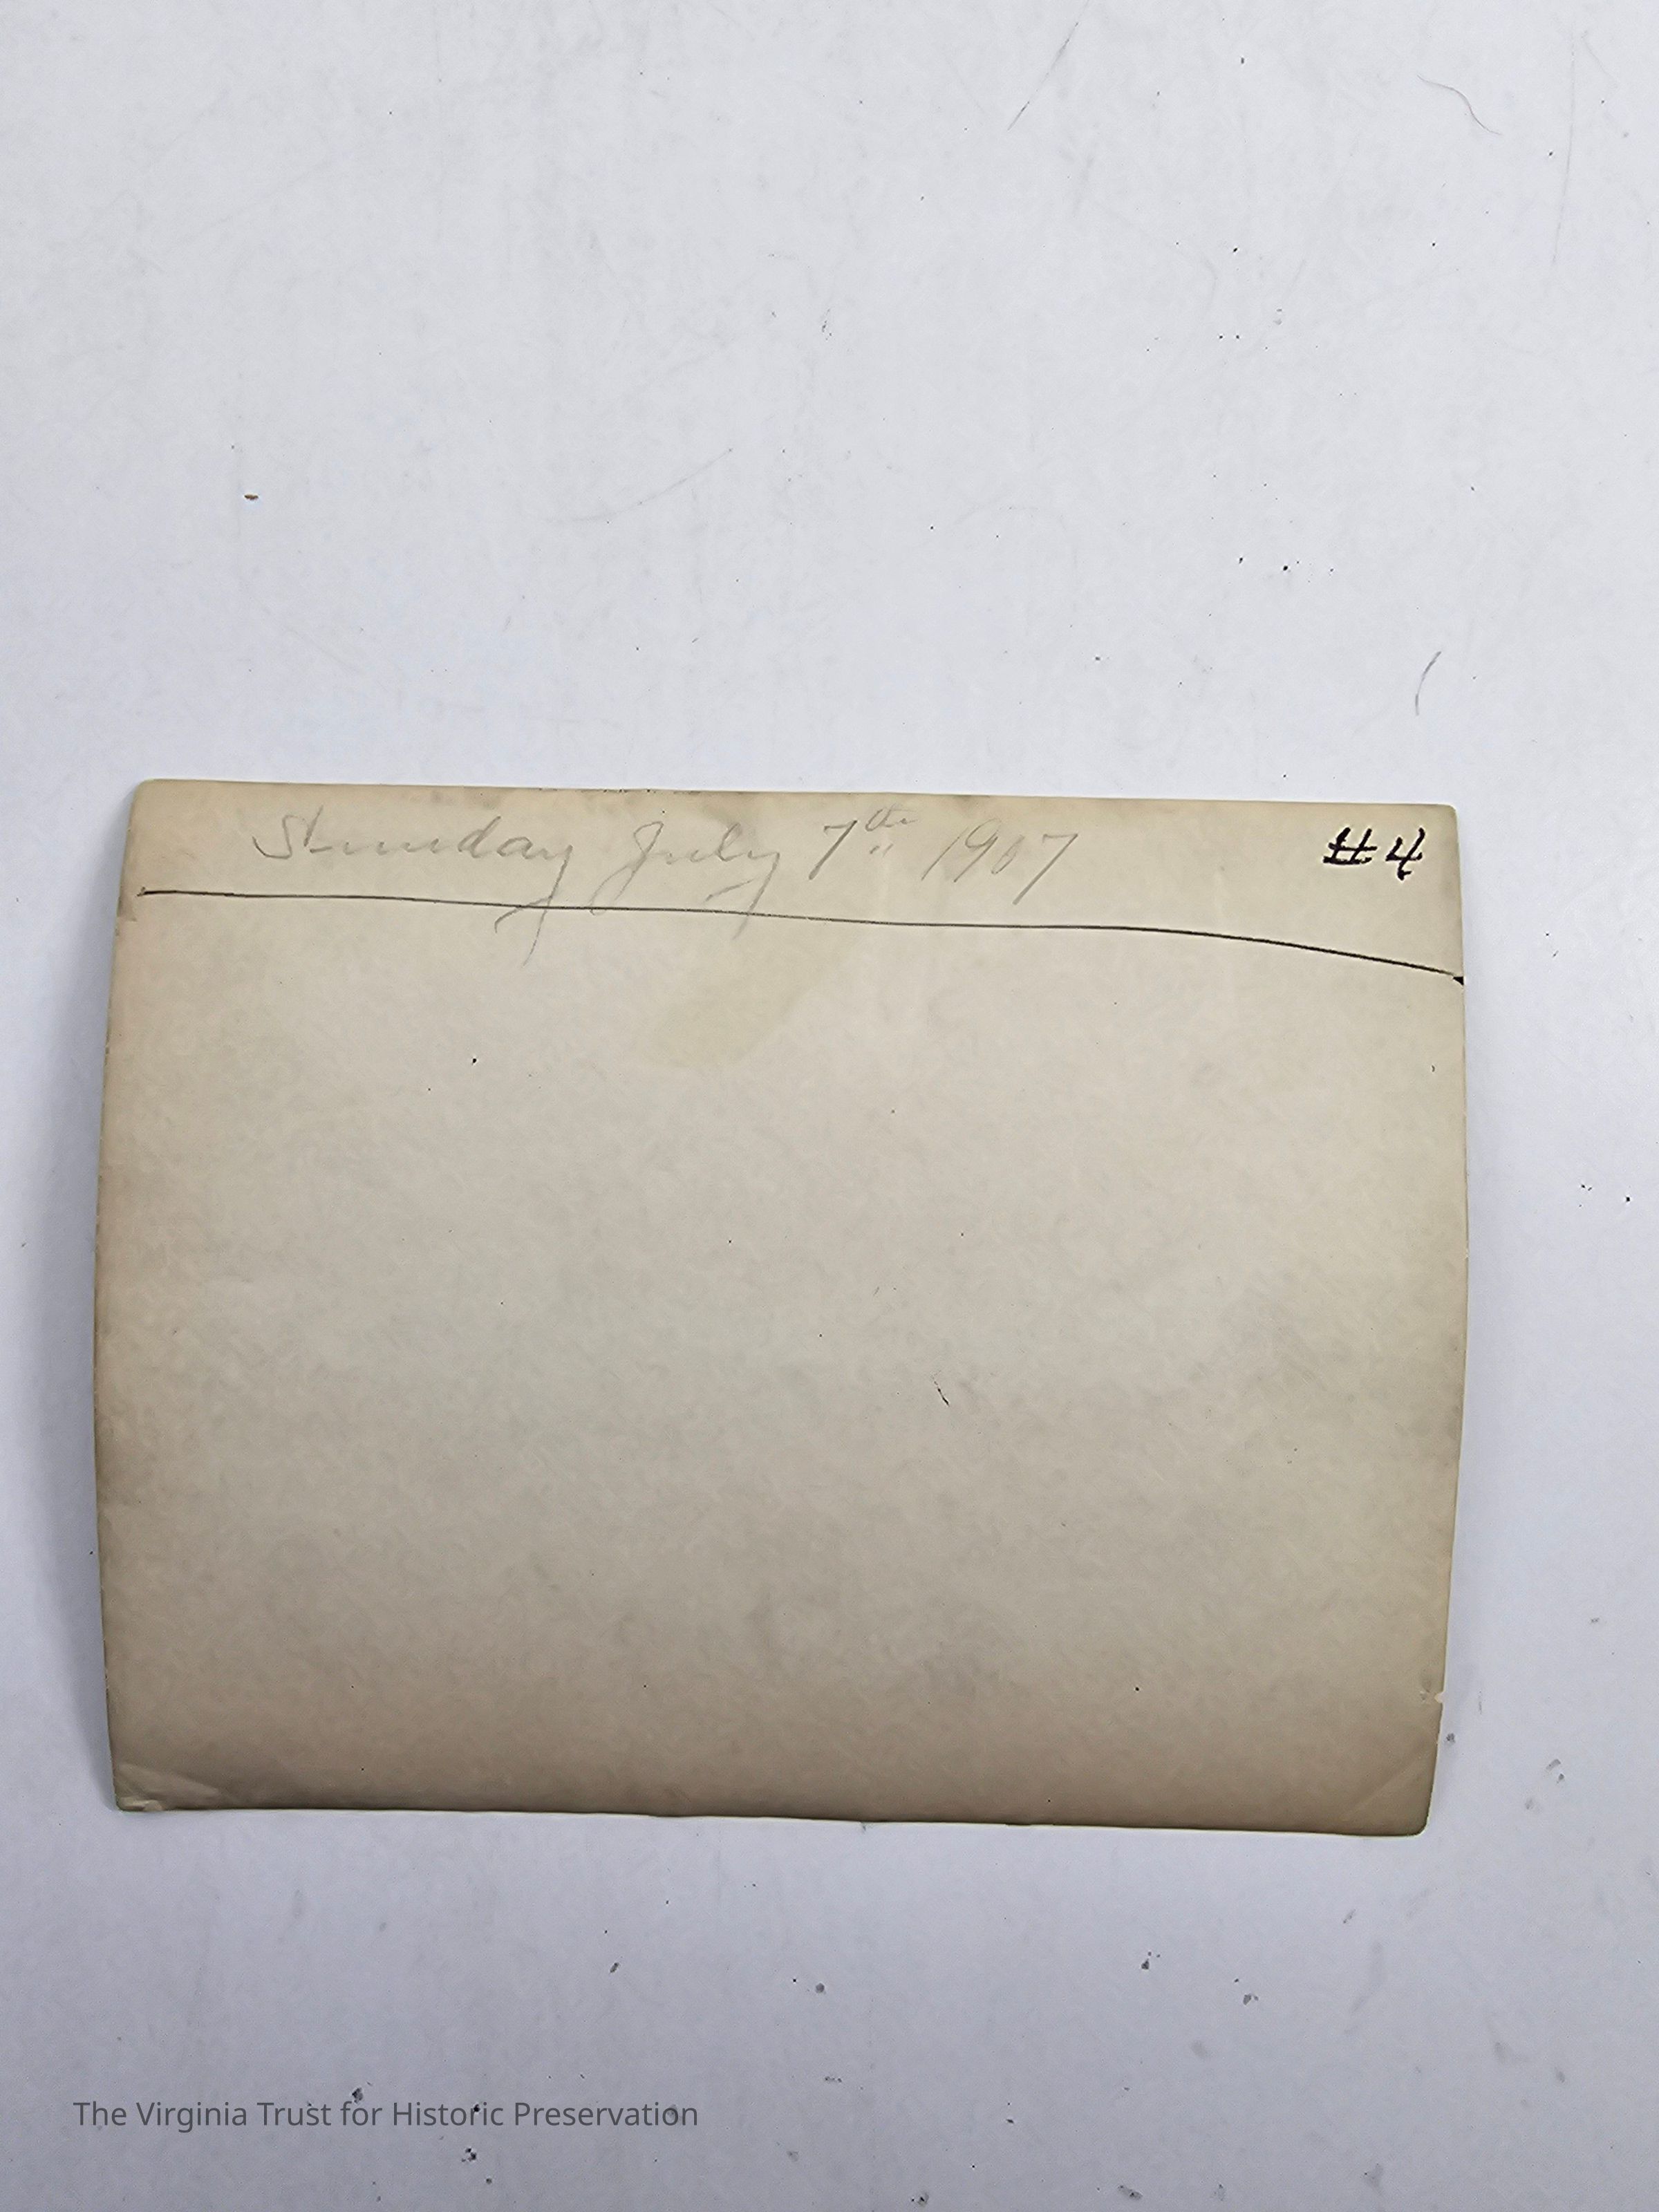 Sunday July 7th 1907
#4
The Virginia Trust for Historic Preservation